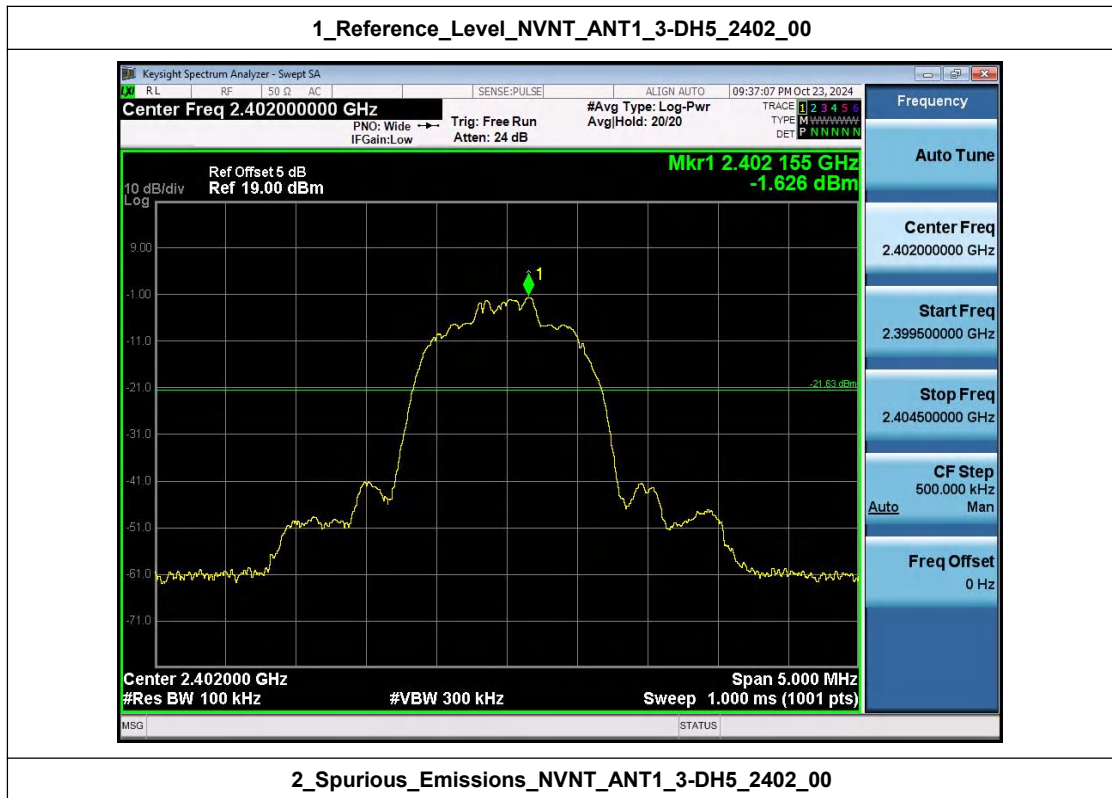 1_Reference_Level_NVNT_ANT1_3-DH5_2402_00
Keysight Spectrum Analyzer - Swept SA
LXI RL RF 50 Ω AC SENSE:PULSE ALIGN AUTO 09:37:07 PM Oct 23, 2024
Center Freq 2.402000000 GHz
PNO: Wide
IFGain:Low
Trig: Free Run
Atten: 24 dB
#Avg Type: Log-Pwr
Avg|Hold: 20/20
TRACE 1 2 3 4 5 6
TYPE M WWWWW
DET P N N N N N
Frequency
Auto Tune
Center Freq
2.402000000 GHz
Start Freq
2.399500000 GHz
Stop Freq
2.404500000 GHz
CF Step
500.000 kHz
Auto Man
Freq Offset
0 Hz
Mkr1 2.402 155 GHz
-1.626 dBm
Ref Offset 5 dB
10 dB/div Ref 19.00 dBm
Log
9.00
1
-1.00
-11.0
-21.0
-21.63 dBm
-31.0
-41.0
-51.0
-61.0
-71.0
Center 2.402000 GHz Span 5.000 MHz
#Res BW 100 kHz #VBW 300 kHz Sweep 1.000 ms (1001 pts)
MSG STATUS
2_Spurious_Emissions_NVNT_ANT1_3-DH5_2402_00